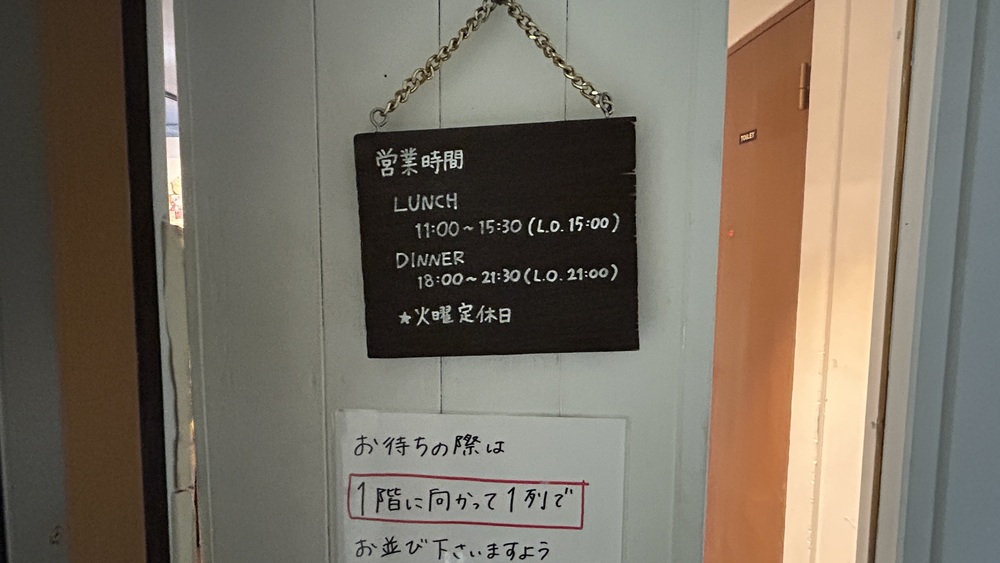 営業時間
LUNCH
11:00~15:30(L.O.15:00)
DINNER
18:00~21:30(L.O.21:00)
★火曜定休日
TOILET
お待ちの際は
1階に向かって1列で
お並び下さいますよう